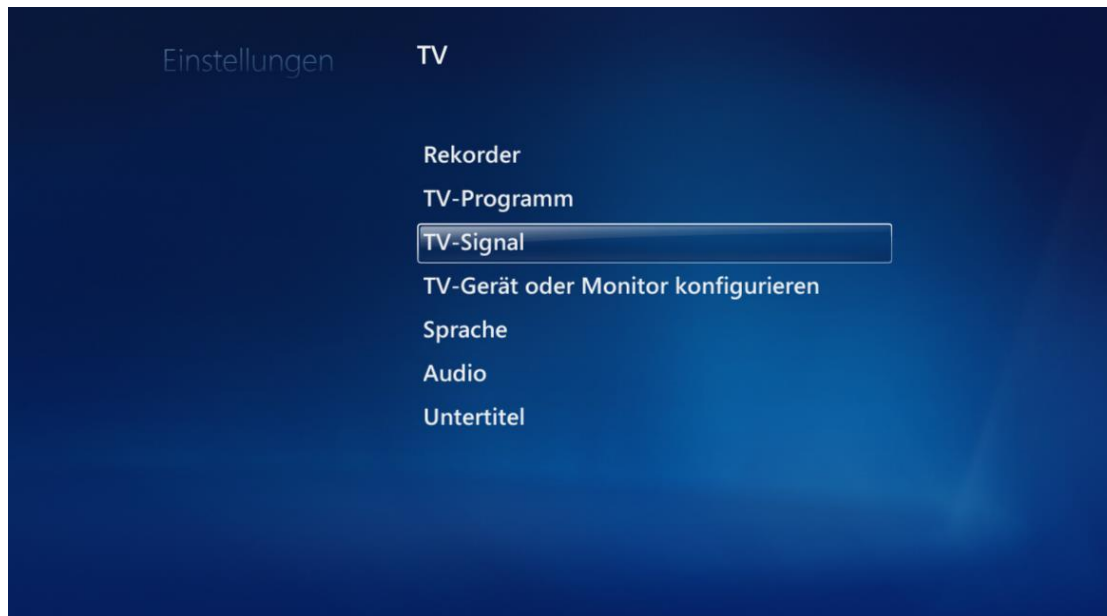 Einstellungen
TV
Rekorder
TV-Programm
TV-Signal
TV-Gerät oder Monitor konfigurieren
Sprache
Audio
Untertitel